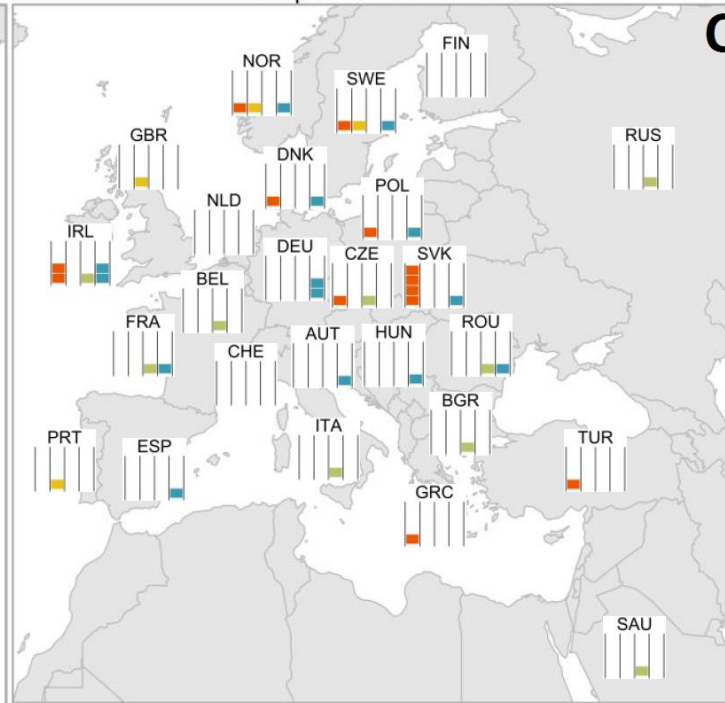 C
FIN
NOR
SWE
GBR
RUS
DNK
POL
NLD
IRL
DEU
CZE
SVK
BEL
FRA
ROU
AUT
HUN
CHE
BGR
ITA
PRT
ESP
TUR
GRC
SAU